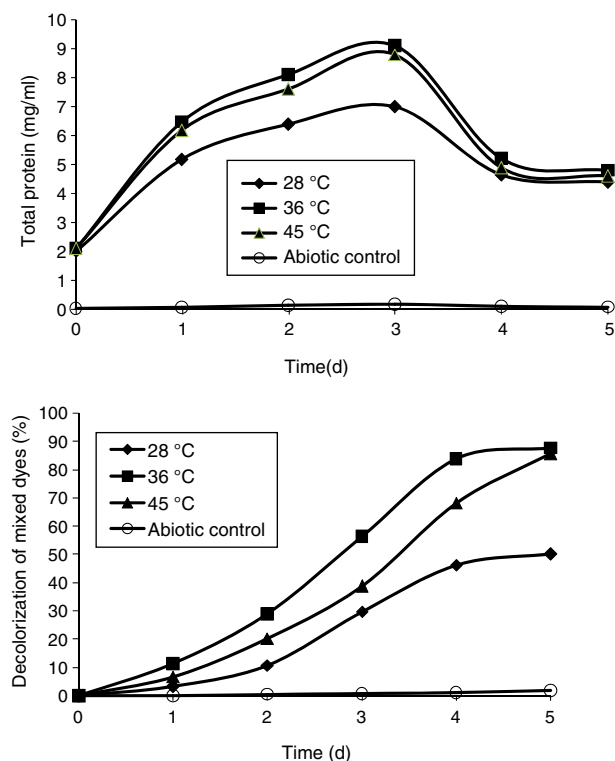 10
9
8
7
6
5
4
3
2
1
0
Total protein (mg/ml)
28 °C
36 °C
45 °C
Abiotic control
0 1 2 3 4 5
Time(d)
100
90
80
70
60
50
40
30
20
10
0
Decolorization of mixed dyes (%)
28 °C
36 °C
45 °C
Abiotic control
0 1 2 3 4 5
Time (d)